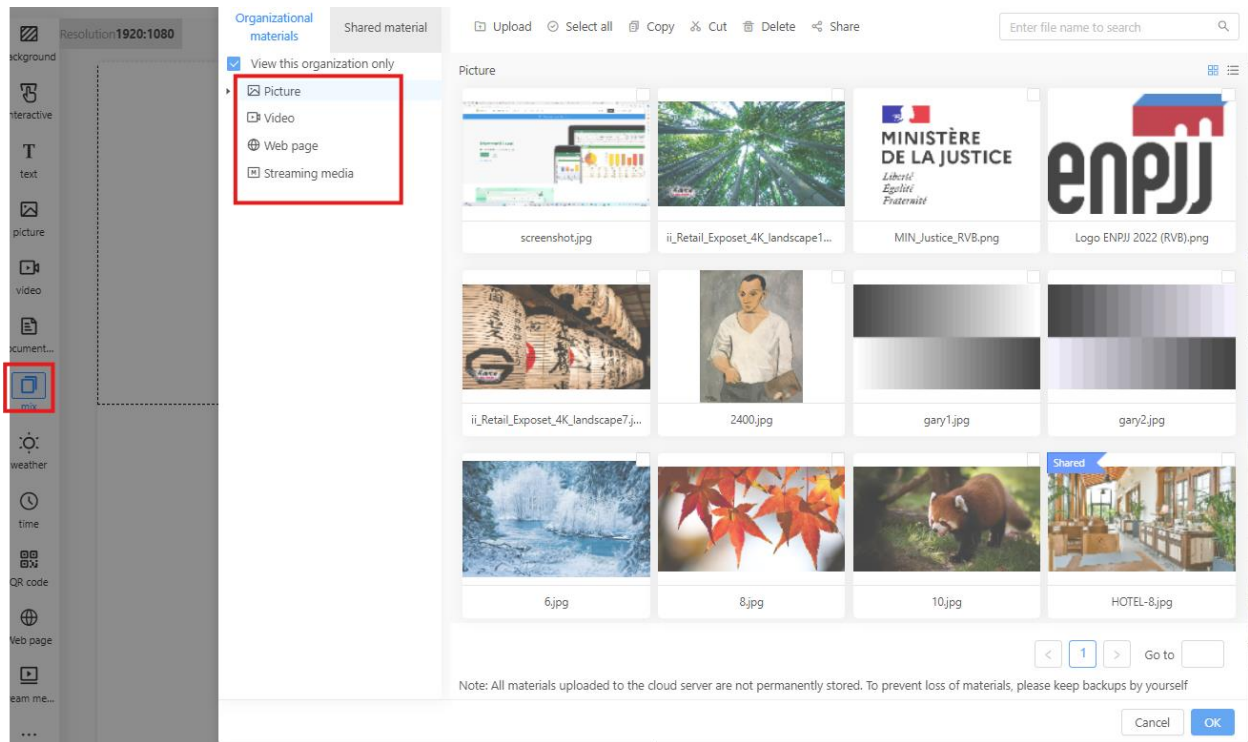 Resolution1920:1080
ackground
nteractive
text
picture
video
ocument...
mix
weather
time
QR code
Web page
eam me...
...
Organizational
materials
Shared material
View this organization only
Picture
Video
Web page
Streaming media
Upload
Select all
Copy
Cut
Delete
Share
Enter file name to search
Picture
MINISTÈRE
DE LA JUSTICE
Liberté
Égalité
Fraternité
enpjj
screenshot.jpg
ii_Retail_Exposet_4K_landscape1...
MIN_Justice_RVB.png
Logo ENPJJ 2022 (RVB).png
ii_Retail_Exposet_4K_landscape7.j...
2400.jpg
gary1.jpg
gary2.jpg
Shared
6.jpg
8.jpg
10.jpg
HOTEL-8.jpg
< 1 > Go to
Note: All materials uploaded to the cloud server are not permanently stored. To prevent loss of materials, please keep backups by yourself
Cancel
OK